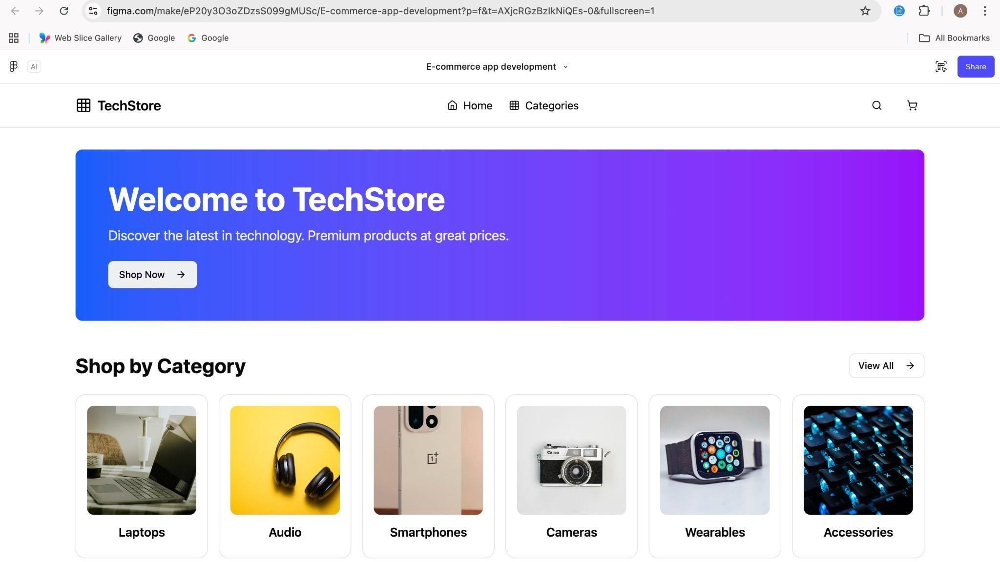 figma.com/make/eP20y3O3oZDzsS099gMUSc/E-commerce-app-development?p=f&t=AXjcRGzBzIkNiQEs-0&fullscreen=1
A
Web Slice Gallery
Google
Google
All Bookmarks
AI
E-commerce app development
Share
TechStore
Home
Categories
Welcome to TechStore
Discover the latest in technology. Premium products at great prices.
Shop Now
Shop by Category
View All
Canon
Laptops
Audio
Smartphones
Cameras
Wearables
Accessories